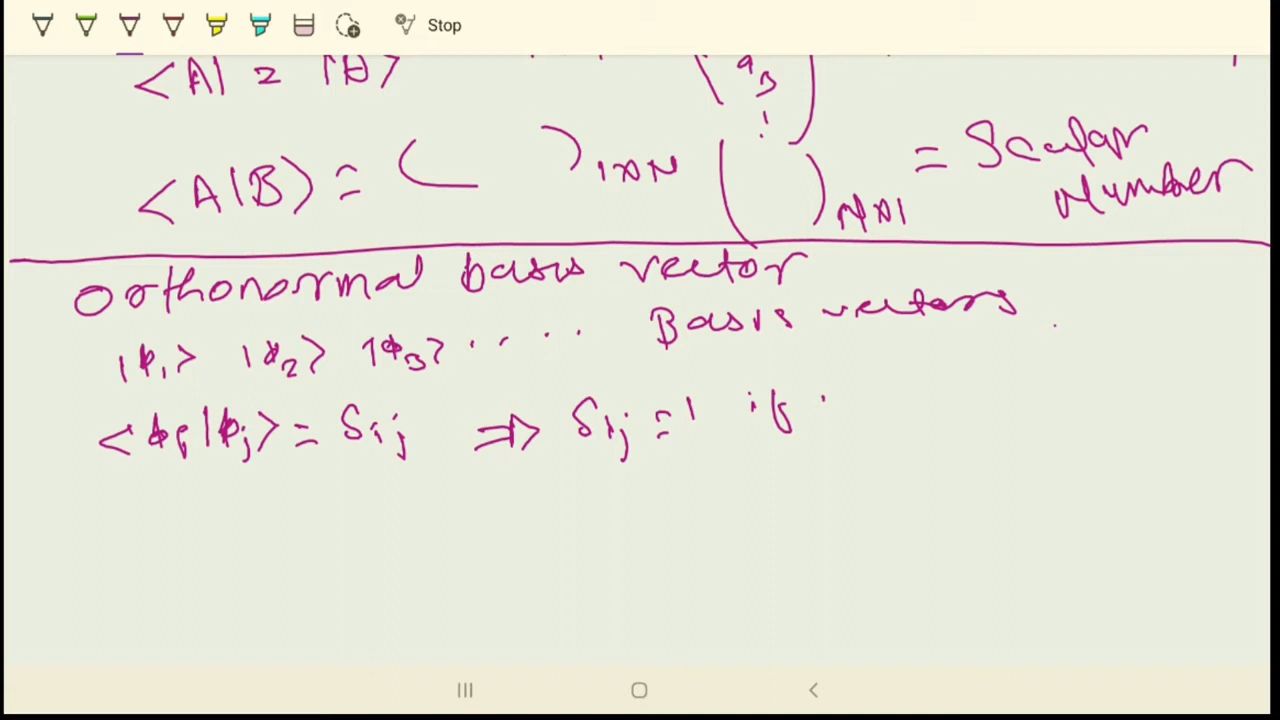 Stop
<A| = |A>
a3
<A|B> = ( )1×N ( )N×1 = Scalar Number
Orthonormal basis vector
|ϕ1> |ϕ2> |ϕ3> ..... Basis vectors
<ϕi|ϕj> = δij ⇒ δij = 1 if